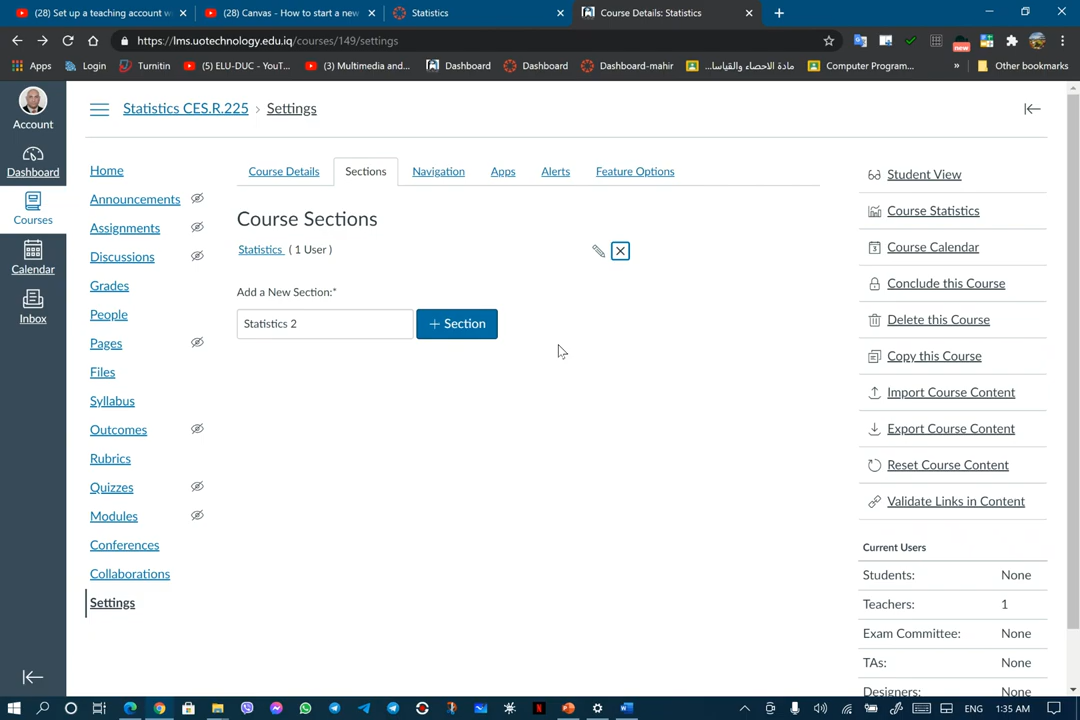 (28) Set up a teaching account w
(28) Canvas - How to start a new
Statistics
Course Details: Statistics
https://lms.uotechnology.edu.iq/courses/149/settings
new
Apps
Login
Turnitin
(5) ELU-DUC - YouT...
(3) Multimedia and...
Dashboard
Dashboard
Dashboard-mahir
مادة الاحصاء والقياسا...
Computer Program...
»
Other bookmarks
Account
Dashboard
Courses
Calendar
Inbox
Statistics CES.R.225 › Settings
Home
Announcements
Assignments
Discussions
Grades
People
Pages
Files
Syllabus
Outcomes
Rubrics
Quizzes
Modules
Conferences
Collaborations
Settings
Course Details
Sections
Navigation
Apps
Alerts
Feature Options
Course Sections
Statistics ( 1 User )
Add a New Section:*
Statistics 2
+ Section
Student View
Course Statistics
Course Calendar
Conclude this Course
Delete this Course
Copy this Course
Import Course Content
Export Course Content
Reset Course Content
Validate Links in Content
Current Users
Students: None
Teachers: 1
Exam Committee: None
TAs: None
Designers: None
ENG
1:35 AM